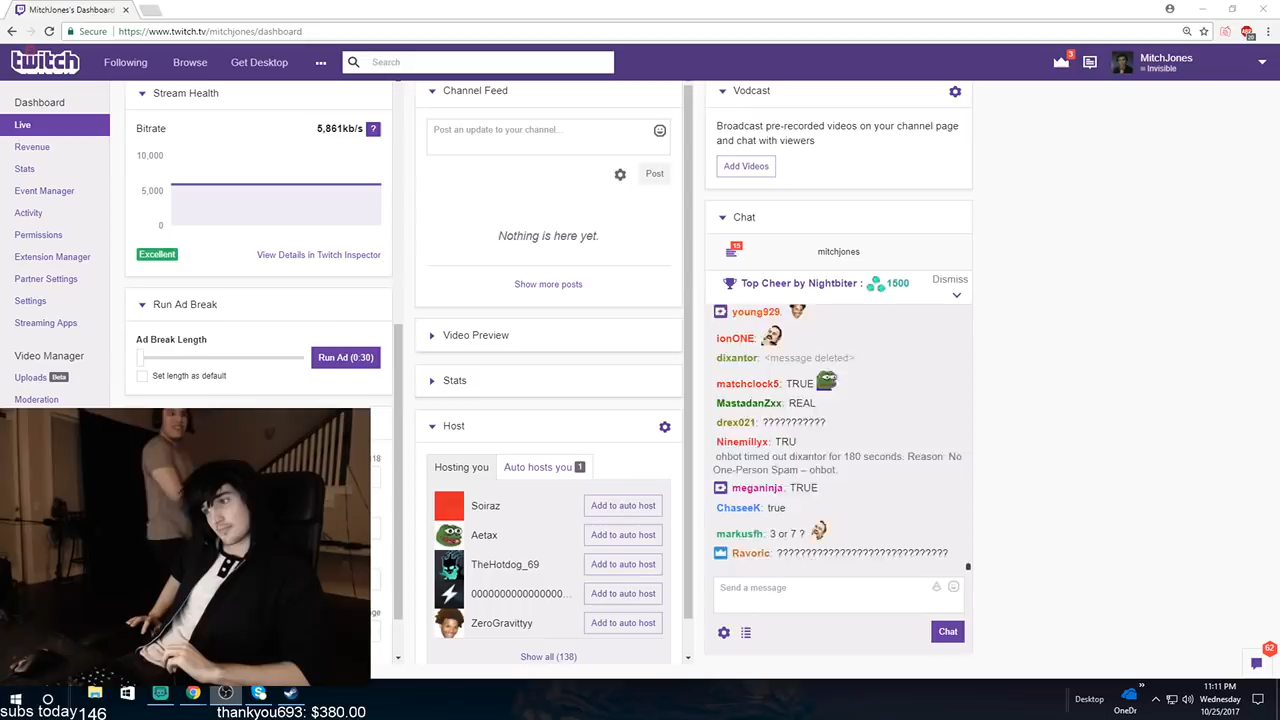 MitchJones's Dashboard
Secure
https://www.twitch.tv/mitchjones/dashboard
twitch
Following
Browse
Get Desktop
Search
3
MitchJones
Invisible
Dashboard
Live
Revenue
Stats
Event Manager
Activity
Permissions
Extension Manager
Partner Settings
Settings
Streaming Apps
Video Manager
Uploads Beta
Moderation
Stream Health
Bitrate
5,861kb/s ?
10,000
5,000
0
Excellent
View Details in Twitch Inspector
Run Ad Break
Ad Break Length
Run Ad (0:30)
Set length as default
18
Channel Feed
Post an update to your channel...
Post
Nothing is here yet.
Show more posts
Video Preview
Stats
Host
Hosting you
Auto hosts you 1
Soiraz
Add to auto host
Aetax
Add to auto host
TheHotdog_69
Add to auto host
000000000000000...
Add to auto host
ZeroGravittyy
Add to auto host
Show all (138)
Vodcast
Broadcast pre-recorded videos on your channel page
and chat with viewers
Add Videos
Chat
15
mitchjones
Top Cheer by Nightbiter : 1500
Dismiss
young929:
ionONE:
dixantor: <message deleted>
matchclock5: TRUE
MastadanZxx: REAL
drex021: ???????????
Ninemillyx: TRU
ohbot timed out dixantor for 180 seconds. Reason: No
One-Person Spam – ohbot.
meganinja: TRUE
ChaseeK: true
markusfh: 3 or 7 ?
Ravoric: ??????????????????????????????
Send a message
Chat
62
Desktop
OneDr
11:11 PM
Wednesday
10/25/2017
subs today 146
thankyou693: $380.00